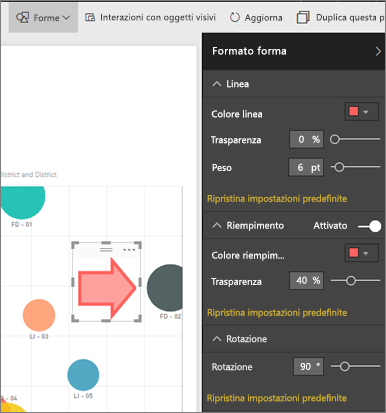 Forme Interazioni con oggetti visivi Aggiorna Duplica questa p
Formato forma
Linea
Colore linea
Trasparenza 0 %
Peso 6 pt
Ripristina impostazioni predefinite
Riempimento Attivato
Colore riempim...
Trasparenza 40 %
Ripristina impostazioni predefinite
Rotazione
Rotazione 90 °
Ripristina impostazioni predefinite
District and District
FD - 01
FD - 02
LI - 03
LI - 05
- 04